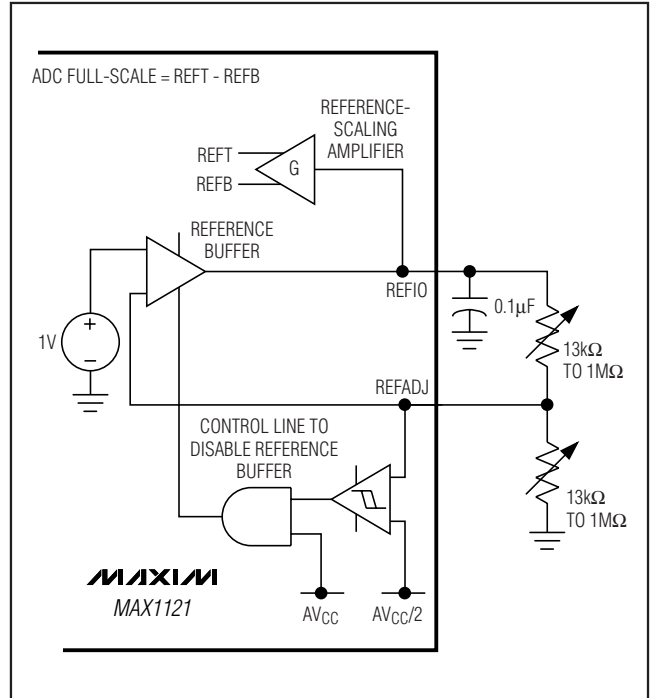 ADC FULL-SCALE = REFT - REFB
REFERENCE-
SCALING
AMPLIFIER
REFT
REFB
G
REFERENCE
BUFFER
REFIO
0.1μF
1V
+
−
13kΩ
TO 1MΩ
REFADJ
CONTROL LINE TO
DISABLE REFERENCE
BUFFER
13kΩ
TO 1MΩ
MAXIM
MAX1121
AVCC
AVCC/2